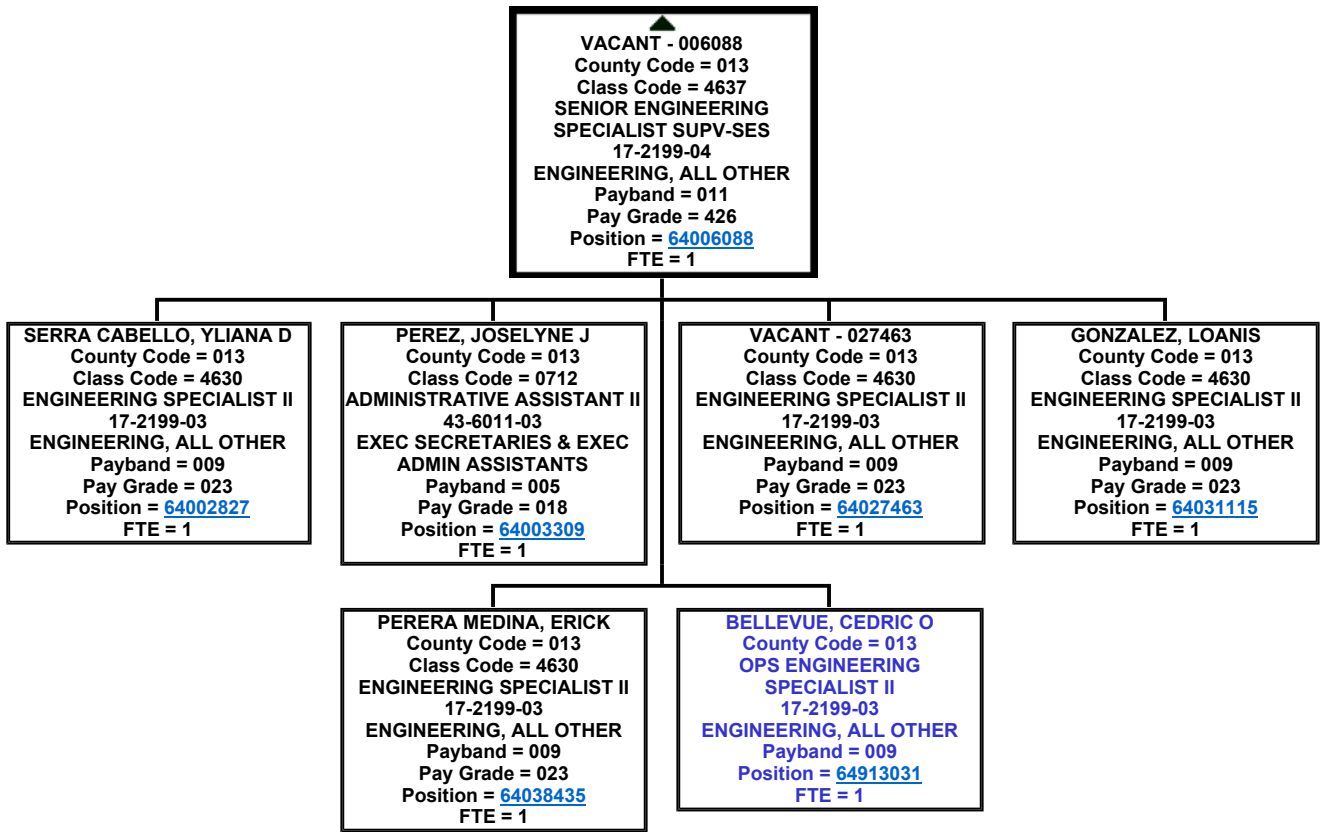 VACANT - 006088
County Code = 013
Class Code = 4637
SENIOR ENGINEERING
SPECIALIST SUPV-SES
17-2199-04
ENGINEERING, ALL OTHER
Payband = 011
Pay Grade = 426
Position = 64006088
FTE = 1
SERRA CABELLO, YLIANA D
County Code = 013
Class Code = 4630
ENGINEERING SPECIALIST II
17-2199-03
ENGINEERING, ALL OTHER
Payband = 009
Pay Grade = 023
Position = 64002827
FTE = 1
PEREZ, JOSELYNE J
County Code = 013
Class Code = 0712
ADMINISTRATIVE ASSISTANT II
43-6011-03
EXEC SECRETARIES & EXEC
ADMIN ASSISTANTS
Payband = 005
Pay Grade = 018
Position = 64003309
FTE = 1
VACANT - 027463
County Code = 013
Class Code = 4630
ENGINEERING SPECIALIST II
17-2199-03
ENGINEERING, ALL OTHER
Payband = 009
Pay Grade = 023
Position = 64027463
FTE = 1
GONZALEZ, LOANIS
County Code = 013
Class Code = 4630
ENGINEERING SPECIALIST II
17-2199-03
ENGINEERING, ALL OTHER
Payband = 009
Pay Grade = 023
Position = 64031115
FTE = 1
PERERA MEDINA, ERICK
County Code = 013
Class Code = 4630
ENGINEERING SPECIALIST II
17-2199-03
ENGINEERING, ALL OTHER
Payband = 009
Pay Grade = 023
Position = 64038435
FTE = 1
BELLEVUE, CEDRIC O
County Code = 013
OPS ENGINEERING
SPECIALIST II
17-2199-03
ENGINEERING, ALL OTHER
Payband = 009
Position = 64913031
FTE = 1